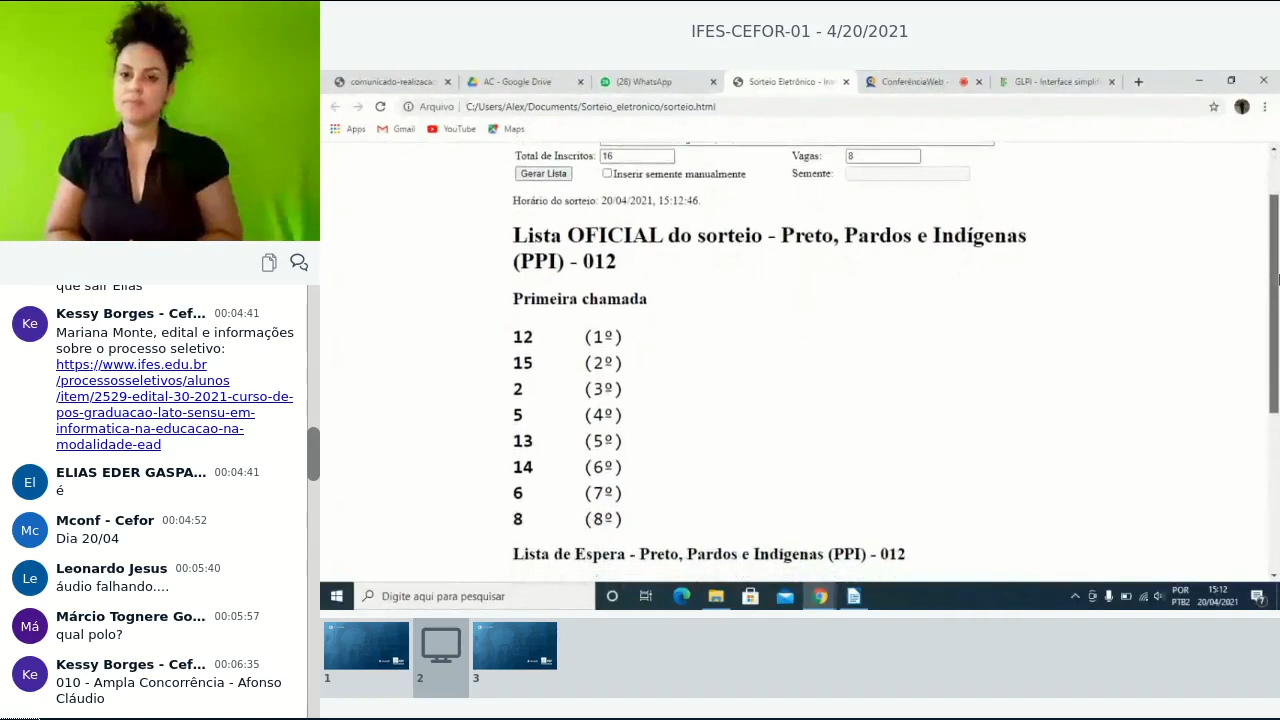 IFES-CEFOR-01 - 4/20/2021
AC - Google Drive
(28) WhatsApp
Sorteio Eletrônico -
ConferênciaWeb -
GLPI - Interface simplif
Arquivo
C:/Users/Alex/Documents/Sorteio_eletronico/sorteio.html
Apps
Gmail
YouTube
Maps
Total de Inscritos: 16
Vagas: 8
Gerar Lista
Inserir semente manualmente
Semente:
Horário do sorteio: 20/04/2021, 15:12:46.
Lista OFICIAL do sorteio - Preto, Pardos e Indígenas
(PPI) - 012
Primeira chamada
12 (1º)
15 (2º)
2 (3º)
5 (4º)
13 (5º)
14 (6º)
6 (7º)
8 (8º)
Lista de Espera - Preto, Pardos e Indígenas (PPI) - 012
Digite aqui para pesquisar
POR
PTB2
15:12
20/04/2021
1
2
3
que sair Elias
Ke
Kessy Borges - Cef... 00:04:41
Mariana Monte, edital e informações
sobre o processo seletivo:
https://www.ifes.edu.br
/processosseletivos/alunos
/item/2529-edital-30-2021-curso-de-
pos-graduacao-lato-sensu-em-
informatica-na-educacao-na-
modalidade-ead
El
ELIAS EDER GASPA... 00:04:41
é
Mc
Mconf - Cefor 00:04:52
Dia 20/04
Le
Leonardo Jesus 00:05:40
áudio falhando....
Má
Márcio Tognere Go... 00:05:57
qual polo?
Ke
Kessy Borges - Cef... 00:06:35
010 - Ampla Concorrência - Afonso
Cláudio